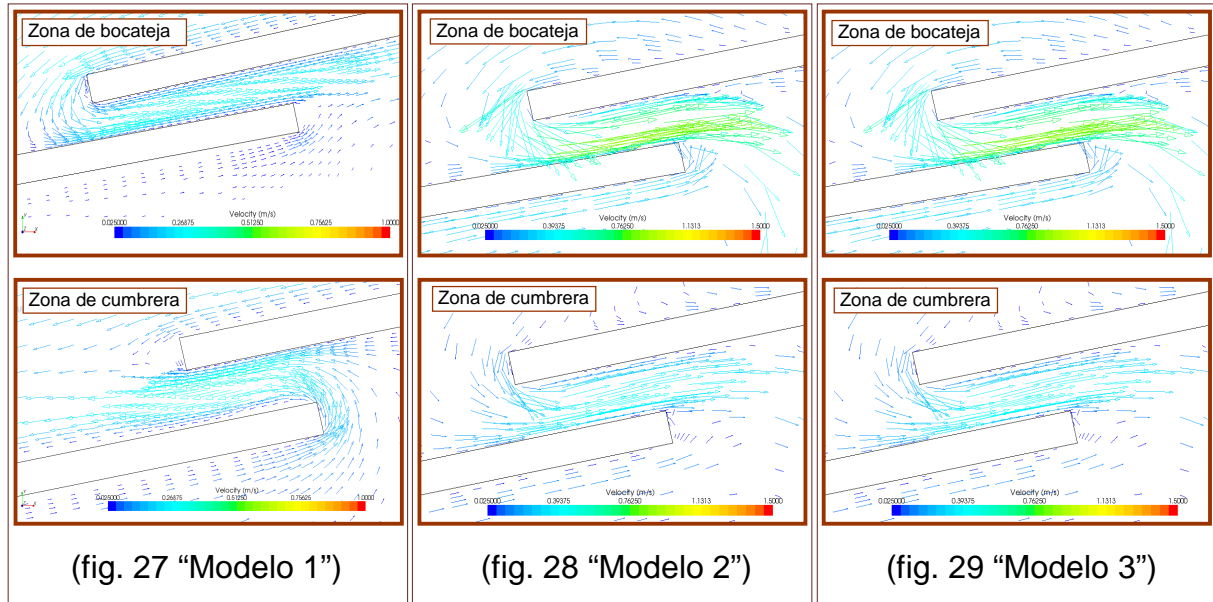 Zona de bocateja
Velocity (m/s)
0.025000 0.26875 0.51250 0.75625 1.0000
Zona de bocateja
Velocity (m/s)
0.025000 0.39375 0.76250 1.1313 1.5000
Zona de bocateja
Velocity (m/s)
0.025000 0.39375 0.76250 1.1313 1.5000
Zona de cumbrera
Velocity (m/s)
0.025000 0.26875 0.51250 0.75625 1.0000
Zona de cumbrera
Velocity (m/s)
0.025000 0.39375 0.76250 1.1313 1.5000
Zona de cumbrera
Velocity (m/s)
0.025000 0.39375 0.76250 1.1313 1.5000
(fig. 27 “Modelo 1”)
(fig. 28 “Modelo 2”)
(fig. 29 “Modelo 3”)